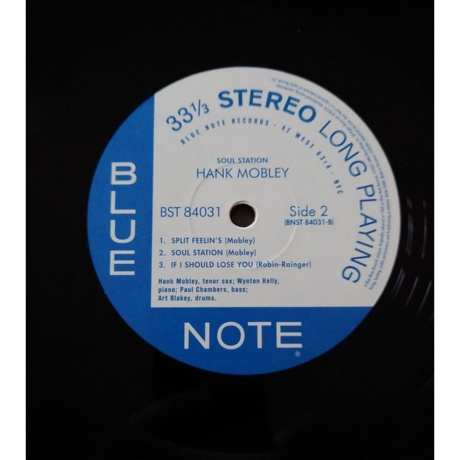 33⅓ STEREO LONG PLAYING
BLUE NOTE RECORDS • 47 WEST 63rd • NYC
SOUL STATION
HANK MOBLEY
BST 84031
Side 2
(BNST 84031-B)
1. SPLIT FEELIN'S (Mobley)
2. SOUL STATION (Mobley)
3. IF I SHOULD LOSE YOU (Robin-Rainger)
Hank Mobley, tenor sax; Wynton Kelly,
piano; Paul Chambers, bass;
Art Blakey, drums.
BLUE
NOTE
®